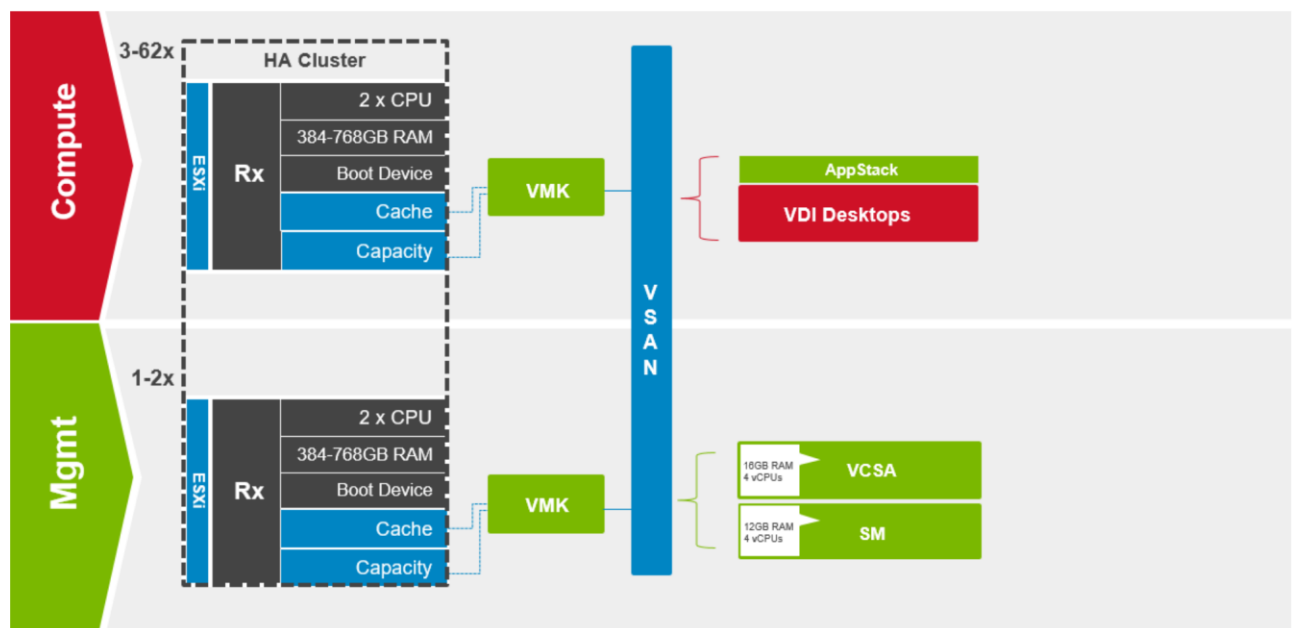 Compute
3-62x
HA Cluster
ESXi
Rx
2 x CPU
384-768GB RAM
Boot Device
Cache
Capacity
VMK
VSAN
AppStack
VDI Desktops
Mgmt
1-2x
ESXi
Rx
2 x CPU
384-768GB RAM
Boot Device
Cache
Capacity
VMK
16GB RAM
4 vCPUs
VCSA
12GB RAM
4 vCPUs
SM